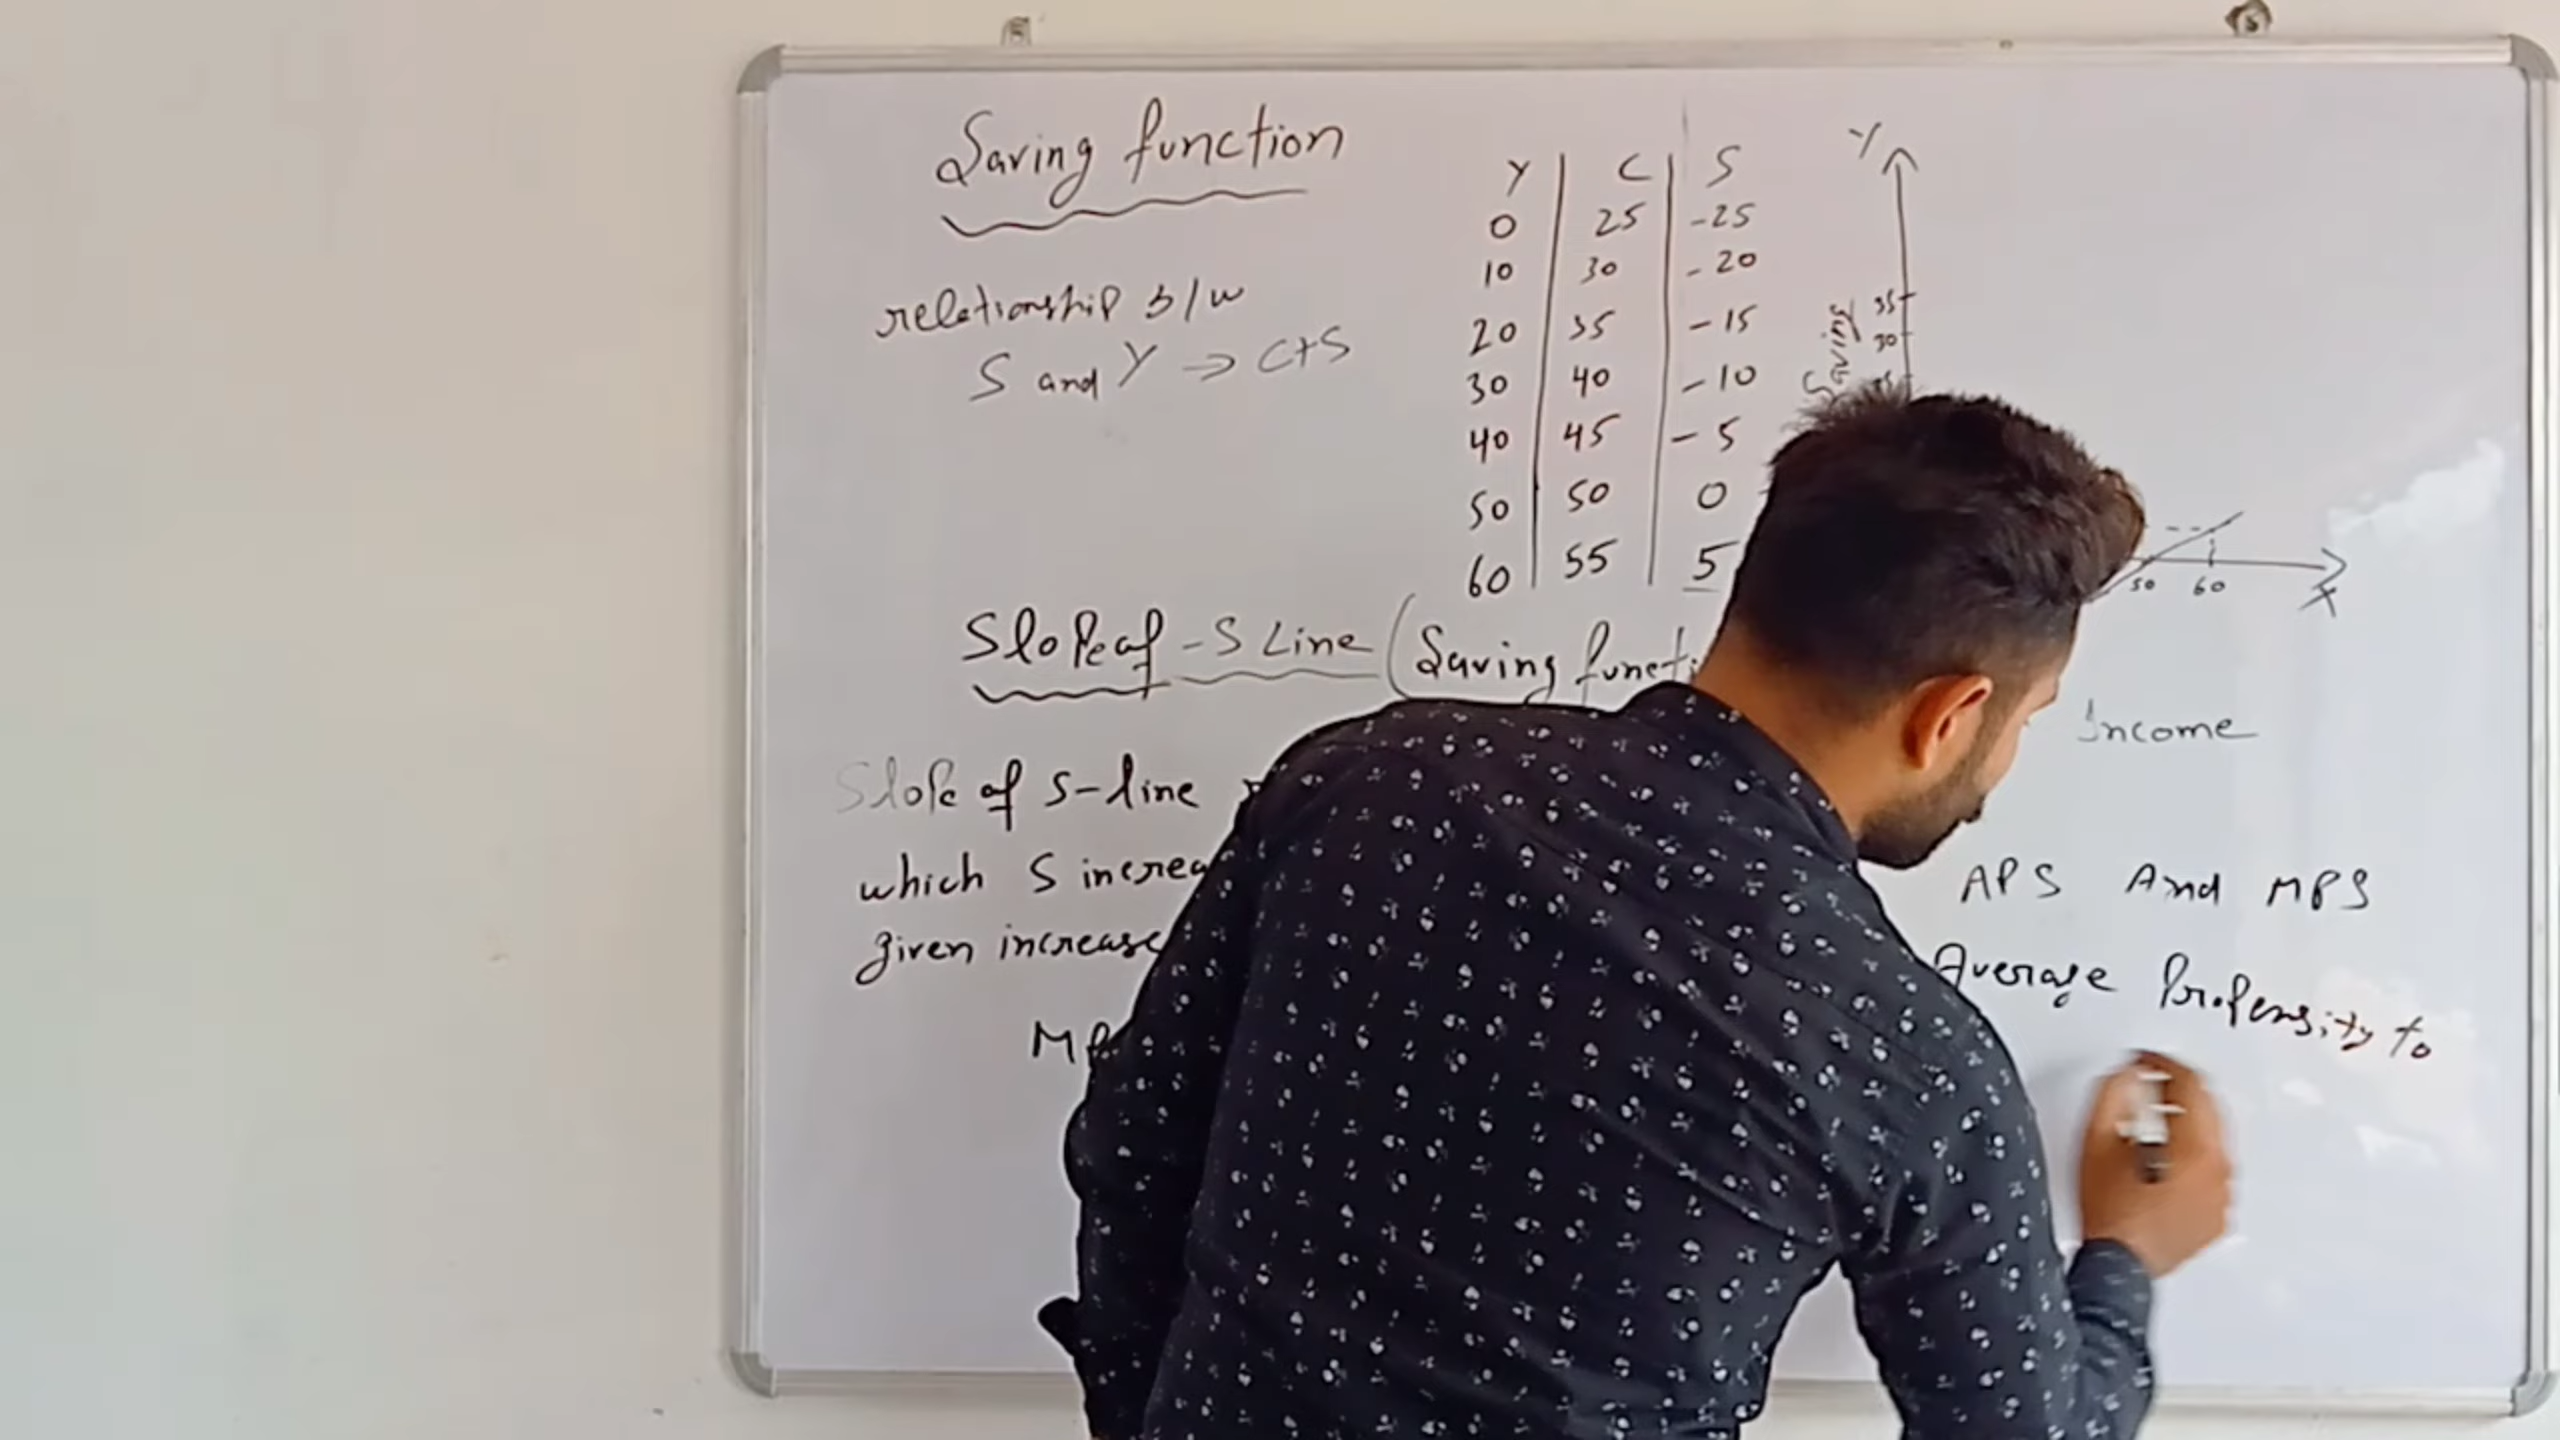 Saving function
relationship b/w
S and Y → C+S
Y C S
0 25 -25
10 30 -20
20 35 -15
30 40 -10
40 45 -5
50 50 0
60 55 5
Y
Saving
35
30
50 60
X
Income
Slope of - S Line (Saving functi
Slope of S-line
which S increa
given increase
MP
APS And MPS
Average Propensity to